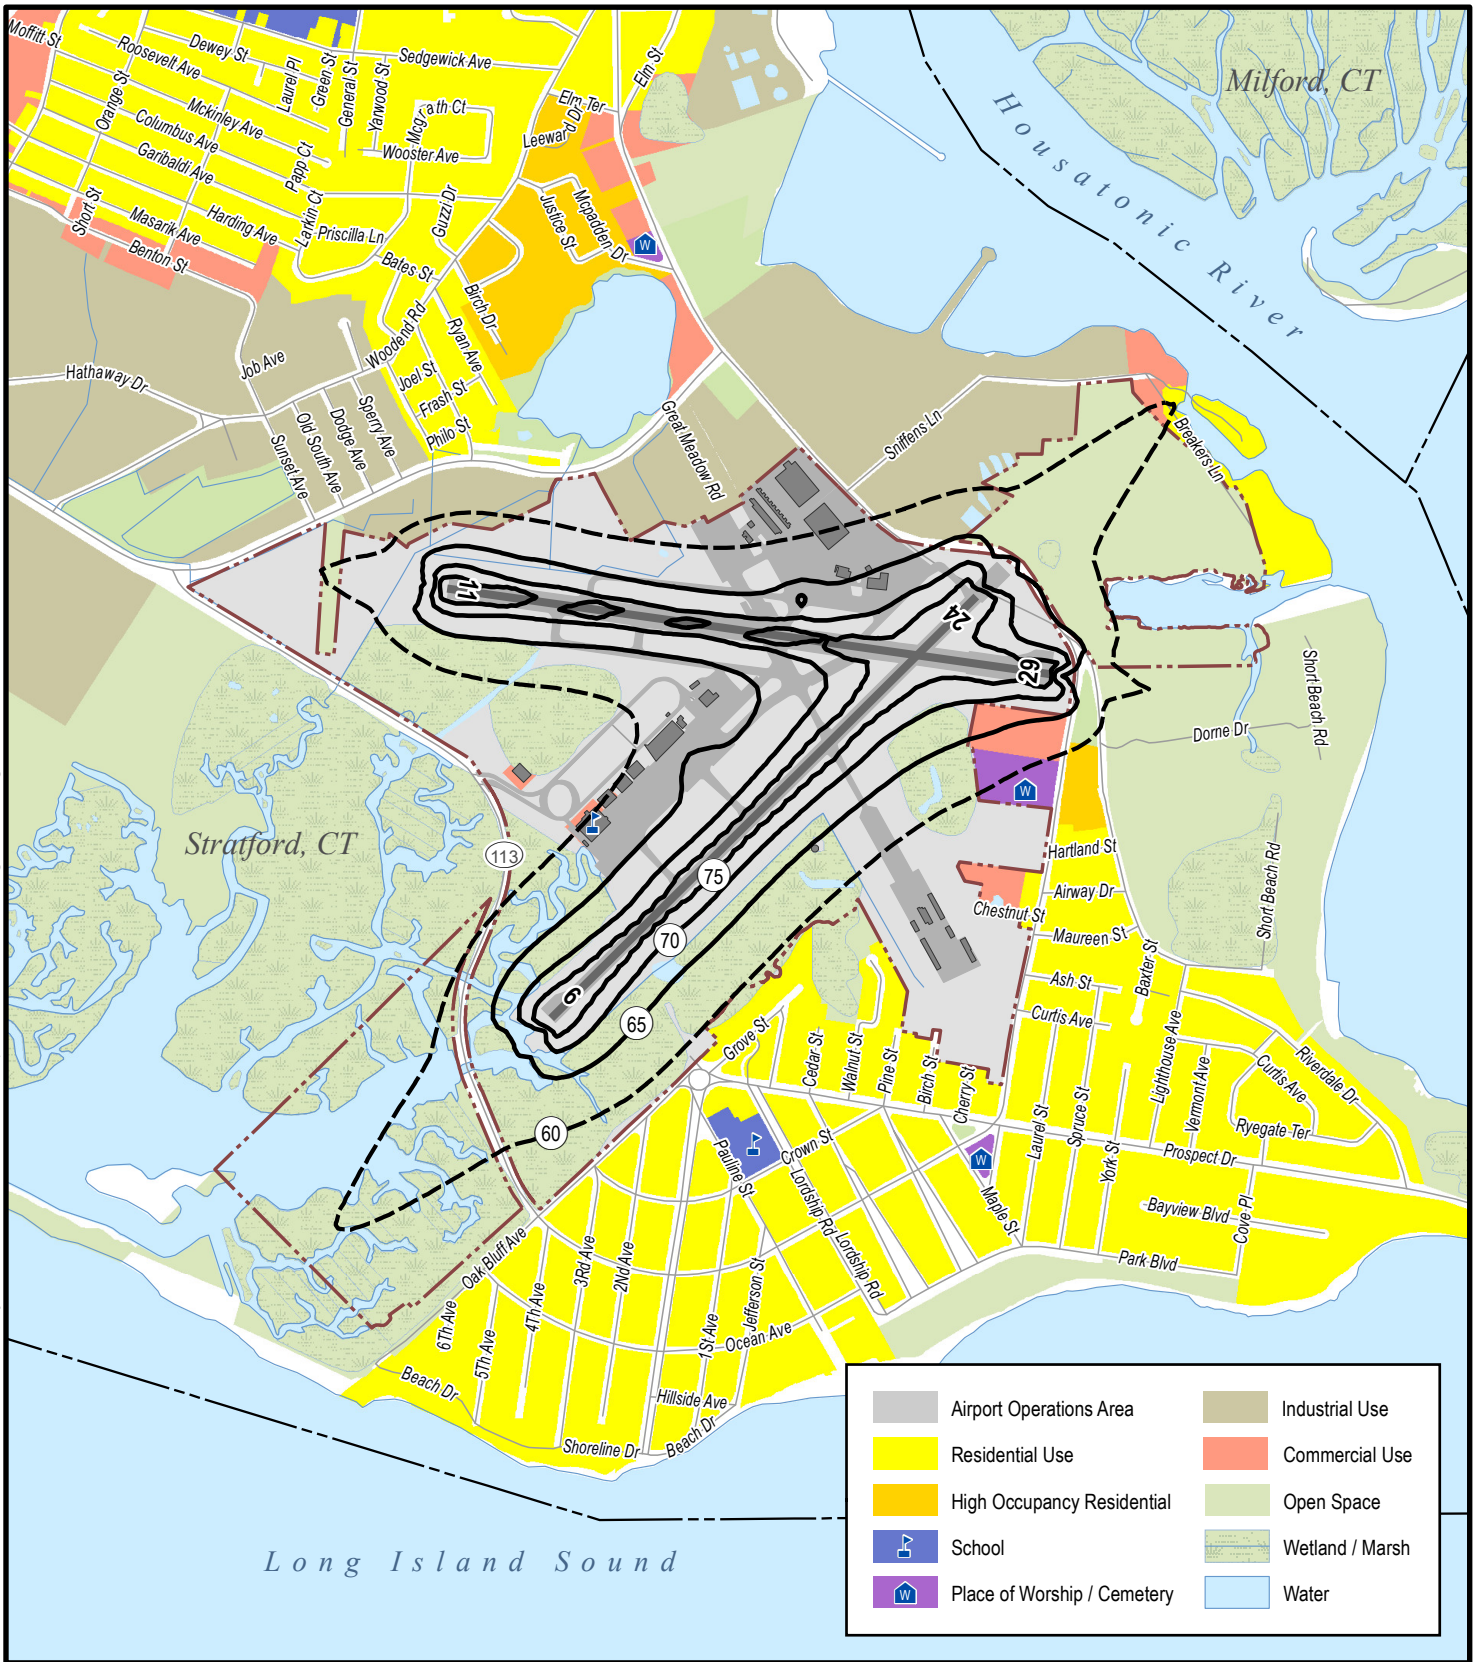 Moffitt St
Roosevelt Ave
Dewey St
Sedgewick Ave
Elm St
Milford, CT
Orange St
Laurel Pl
Green St
General St
Yarwood St
Mcgrath Ct
Elm Ter
Leeward Dr
Mckinley Ave
Columbus Ave
Garibaldi Ave
Papp Ct
Wooster Ave
Housatonic River
Short St
Masarik Ave
Harding Ave
Larkin Ct
Priscilla Ln
Guzzi Dr
Justice St
Mcpadden Dr
W
Benton St
Bates St
Birch Dr
Ryan Ave
Woodend Rd
Job Ave
Hathaway Dr
Joel St
Frash St
Philo St
Sperry Ave
Dodge Ave
Old South Ave
Sunset Ave
Great Meadow Rd
Sniffens Ln
Breakers Ln
11
24
29
Short Beach Rd
Dorne Dr
W
Stratford, CT
113
75
70
65
60
6
Hartland St
Airway Dr
Chestnut St
Maureen St
Ash St
Curtis Ave
Baxter St
Short Beach Rd
Grove St
Cedar St
Walnut St
Pine St
Birch St
Cherry St
Laurel St
Spruce St
York St
Lighthouse Ave
Vermont Ave
Curtis Ave
Riverdale Dr
Ryegate Ter
Prospect Dr
Pauline St
Crown St
Lordship Rd
Lordship Rd
W
Maple St
Bayview Blvd
Cove Pl
Park Blvd
Oak Bluff Ave
6Th Ave
5Th Ave
4Th Ave
3Rd Ave
2Nd Ave
1St Ave
Jefferson St
Ocean Ave
Beach Dr
Hillside Ave
Shoreline Dr
Beach Dr
Long Island Sound
Airport Operations Area
Residential Use
High Occupancy Residential
School
W Place of Worship / Cemetery
Industrial Use
Commercial Use
Open Space
Wetland / Marsh
Water